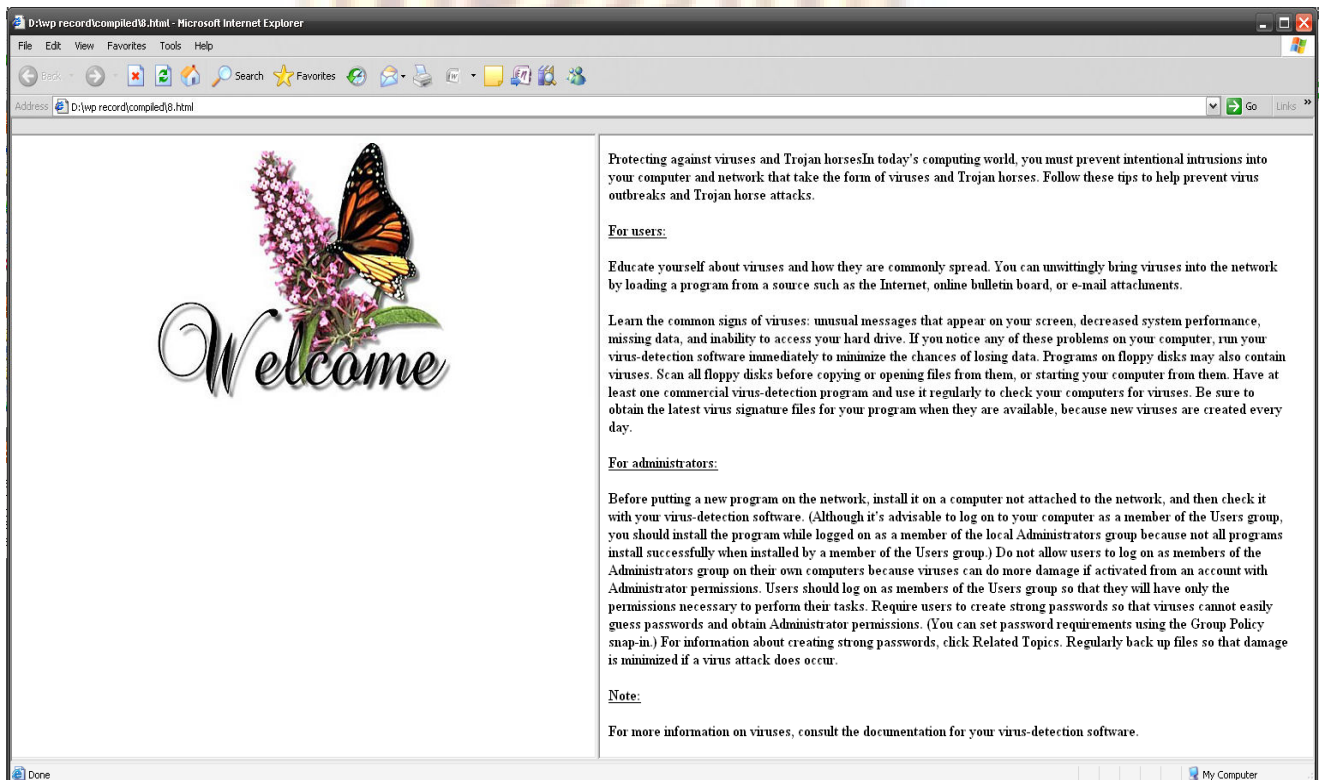 D:\wp record\compiled\8.html - Microsoft Internet Explorer
File Edit View Favorites Tools Help
Back Search Favorites
Address D:\wp record\compiled\8.html Go Links »
Welcome
Protecting against viruses and Trojan horsesIn today's computing world, you must prevent intentional intrusions into
your computer and network that take the form of viruses and Trojan horses. Follow these tips to help prevent virus
outbreaks and Trojan horse attacks.
For users:
Educate yourself about viruses and how they are commonly spread. You can unwittingly bring viruses into the network
by loading a program from a source such as the Internet, online bulletin board, or e-mail attachments.
Learn the common signs of viruses: unusual messages that appear on your screen, decreased system performance,
missing data, and inability to access your hard drive. If you notice any of these problems on your computer, run your
virus-detection software immediately to minimize the chances of losing data. Programs on floppy disks may also contain
viruses. Scan all floppy disks before copying or opening files from them, or starting your computer from them. Have at
least one commercial virus-detection program and use it regularly to check your computers for viruses. Be sure to
obtain the latest virus signature files for your program when they are available, because new viruses are created every
day.
For administrators:
Before putting a new program on the network, install it on a computer not attached to the network, and then check it
with your virus-detection software. (Although it's advisable to log on to your computer as a member of the Users group,
you should install the program while logged on as a member of the local Administrators group because not all programs
install successfully when installed by a member of the Users group.) Do not allow users to log on as members of the
Administrators group on their own computers because viruses can do more damage if activated from an account with
Administrator permissions. Users should log on as members of the Users group so that they will have only the
permissions necessary to perform their tasks. Require users to create strong passwords so that viruses cannot easily
guess passwords and obtain Administrator permissions. (You can set password requirements using the Group Policy
snap-in.) For information about creating strong passwords, click Related Topics. Regularly back up files so that damage
is minimized if a virus attack does occur.
Note:
For more information on viruses, consult the documentation for your virus-detection software.
Done My Computer